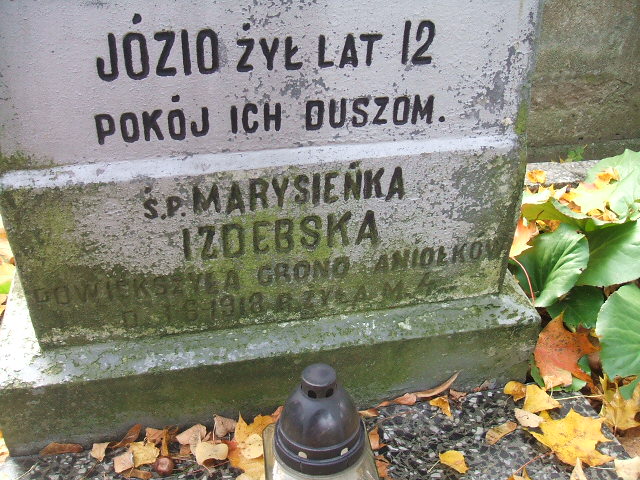 JÓZIO ŻYŁ LAT 12
POKÓJ ICH DUSZOM.
Ś.P. MARYSIEŃKA
IZDEBSKA
POWIĘKSZYŁA GRONO ANIOŁKÓW
D. 1918 R. ŻYŁA M. 4